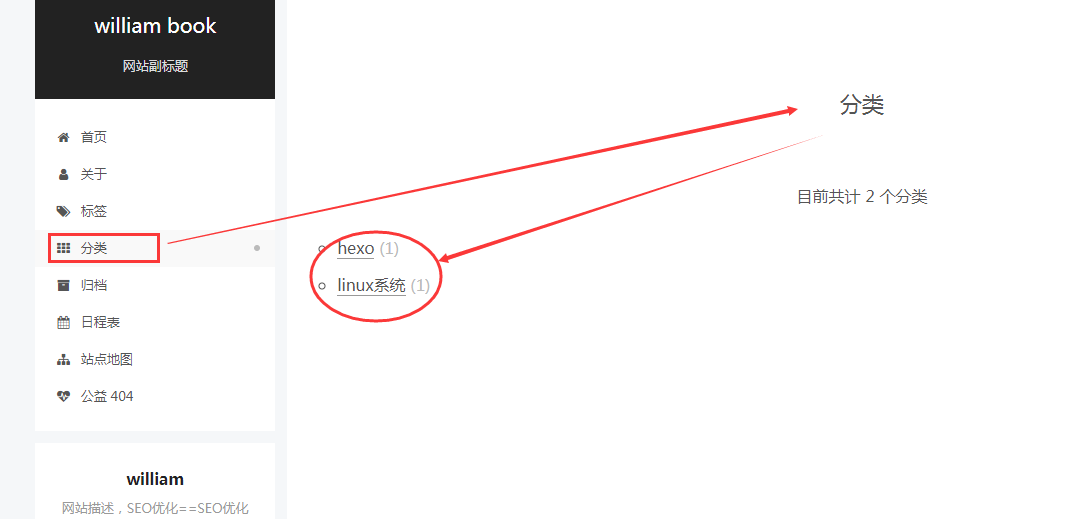 william book
网站副标题
首页
关于
标签
分类
归档
日程表
站点地图
公益 404
william
网站描述，SEO优化==SEO优化
分类
目前共计 2 个分类
hexo (1)
linux系统 (1)